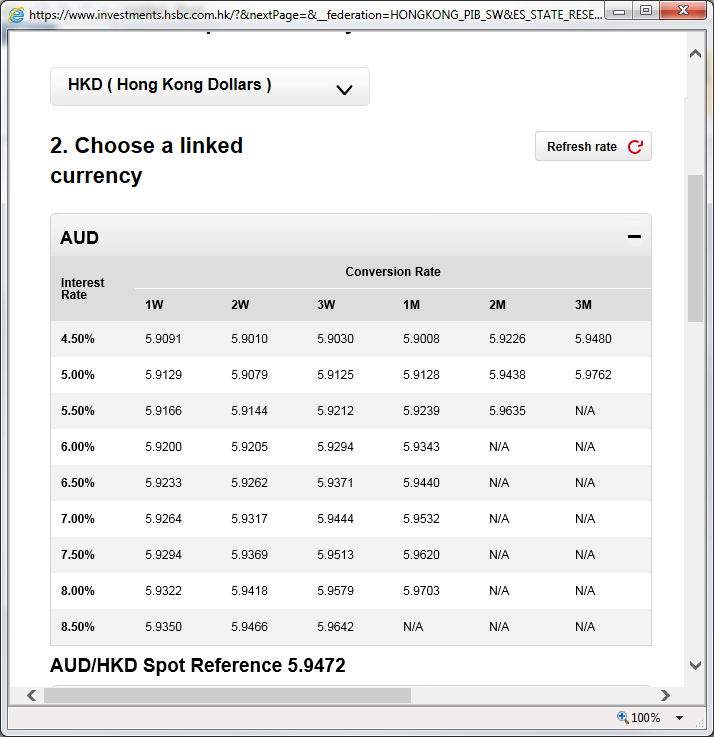 https://www.investments.hsbc.com.hk/?&nextPage=&__federation=HONGKONG_PIB_SW&ES_STATE_RESE...
HKD ( Hong Kong Dollars )
2. Choose a linked
currency
Refresh rate
AUD
Interest
Rate
Conversion Rate
1W 2W 3W 1M 2M 3M
4.50% 5.9091 5.9010 5.9030 5.9008 5.9226 5.9480
5.00% 5.9129 5.9079 5.9125 5.9128 5.9438 5.9762
5.50% 5.9166 5.9144 5.9212 5.9239 5.9635 N/A
6.00% 5.9200 5.9205 5.9294 5.9343 N/A N/A
6.50% 5.9233 5.9262 5.9371 5.9440 N/A N/A
7.00% 5.9264 5.9317 5.9444 5.9532 N/A N/A
7.50% 5.9294 5.9369 5.9513 5.9620 N/A N/A
8.00% 5.9322 5.9418 5.9579 5.9703 N/A N/A
8.50% 5.9350 5.9466 5.9642 N/A N/A N/A
AUD/HKD Spot Reference 5.9472
100%